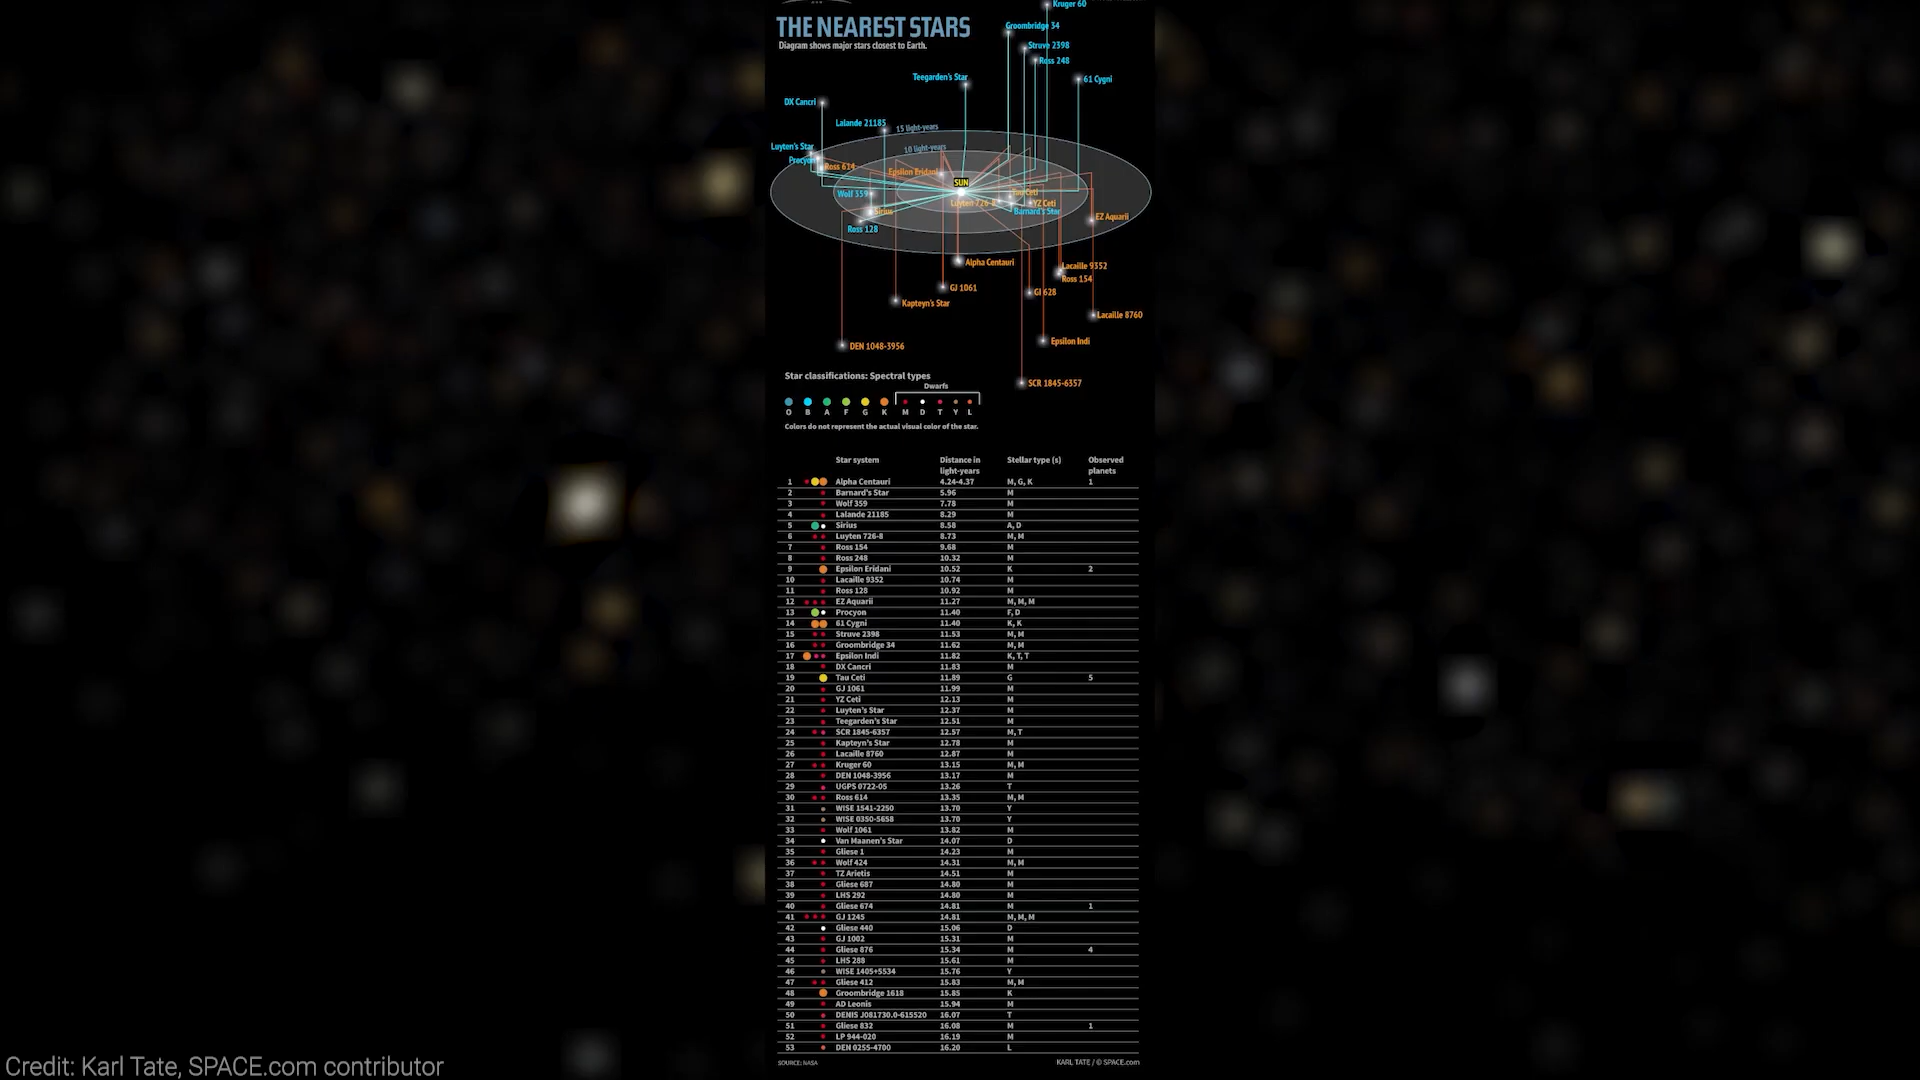 Kruger 60
THE NEAREST STARS
Diagram shows major stars closest to Earth.
Groombridge 34
Struve 2398
Ross 248
Teegarden's Star
61 Cygni
DX Cancri
Lalande 21185
15 light-years
10 light-years
Luyten's Star
Procyon
Ross 614
Epsilon Eridani
SUN
Wolf 359
Tau Ceti
Luyten 726-8
YZ Ceti
Sirius
Barnard's Star
EZ Aquarii
Ross 128
Alpha Centauri
Lacaille 9352
Ross 154
GJ 1061
GJ 628
Kapteyn's Star
Lacaille 8760
Epsilon Indi
DEN 1048-3956
SCR 1845-6357
Star classifications: Spectral types
Dwarfs
O B A F G K M D T Y L
Colors do not represent the actual visual color of the star.
Star system Distance in light-years Stellar type (s) Observed planets
1 Alpha Centauri 4.24-4.37 M, G, K 1
2 Barnard's Star 5.96 M
3 Wolf 359 7.78 M
4 Lalande 21185 8.29 M
5 Sirius 8.58 A, D
6 Luyten 726-8 8.73 M, M
7 Ross 154 9.68 M
8 Ross 248 10.32 M
9 Epsilon Eridani 10.52 K 2
10 Lacaille 9352 10.74 M
11 Ross 128 10.92 M
12 EZ Aquarii 11.27 M, M, M
13 Procyon 11.40 F, D
14 61 Cygni 11.40 K, K
15 Struve 2398 11.53 M, M
16 Groombridge 34 11.62 M, M
17 Epsilon Indi 11.82 K, T, T
18 DX Cancri 11.83 M
19 Tau Ceti 11.89 G 5
20 GJ 1061 11.99 M
21 YZ Ceti 12.13 M
22 Luyten's Star 12.37 M
23 Teegarden's Star 12.51 M
24 SCR 1845-6357 12.57 M, T
25 Kapteyn's Star 12.78 M
26 Lacaille 8760 12.87 M
27 Kruger 60 13.15 M, M
28 DEN 1048-3956 13.17 M
29 UGPS 0722-05 13.26 T
30 Ross 614 13.35 M, M
31 WISE 1541-2250 13.70 Y
32 WISE 0350-5658 13.70 Y
33 Wolf 1061 13.82 M
34 Van Maanen's Star 14.07 D
35 Gliese 1 14.23 M
36 Wolf 424 14.31 M, M
37 TZ Arietis 14.51 M
38 Gliese 687 14.80 M
39 LHS 292 14.80 M
40 Gliese 674 14.81 M 1
41 GJ 1245 14.81 M, M, M
42 Gliese 440 15.06 D
43 GJ 1002 15.31 M
44 Gliese 876 15.34 M 4
45 LHS 288 15.61 M
46 WISE 1405+5534 15.76 Y
47 Gliese 412 15.83 M, M
48 Groombridge 1618 15.85 K
49 AD Leonis 15.94 M
50 DENIS J081730.0-615520 16.07 T
51 Gliese 832 16.08 M 1
52 LP 944-020 16.19 M
53 DEN 0255-4700 16.20 L
SOURCE: NASA
KARL TATE / © SPACE.com
Credit: Karl Tate, SPACE.com contributor